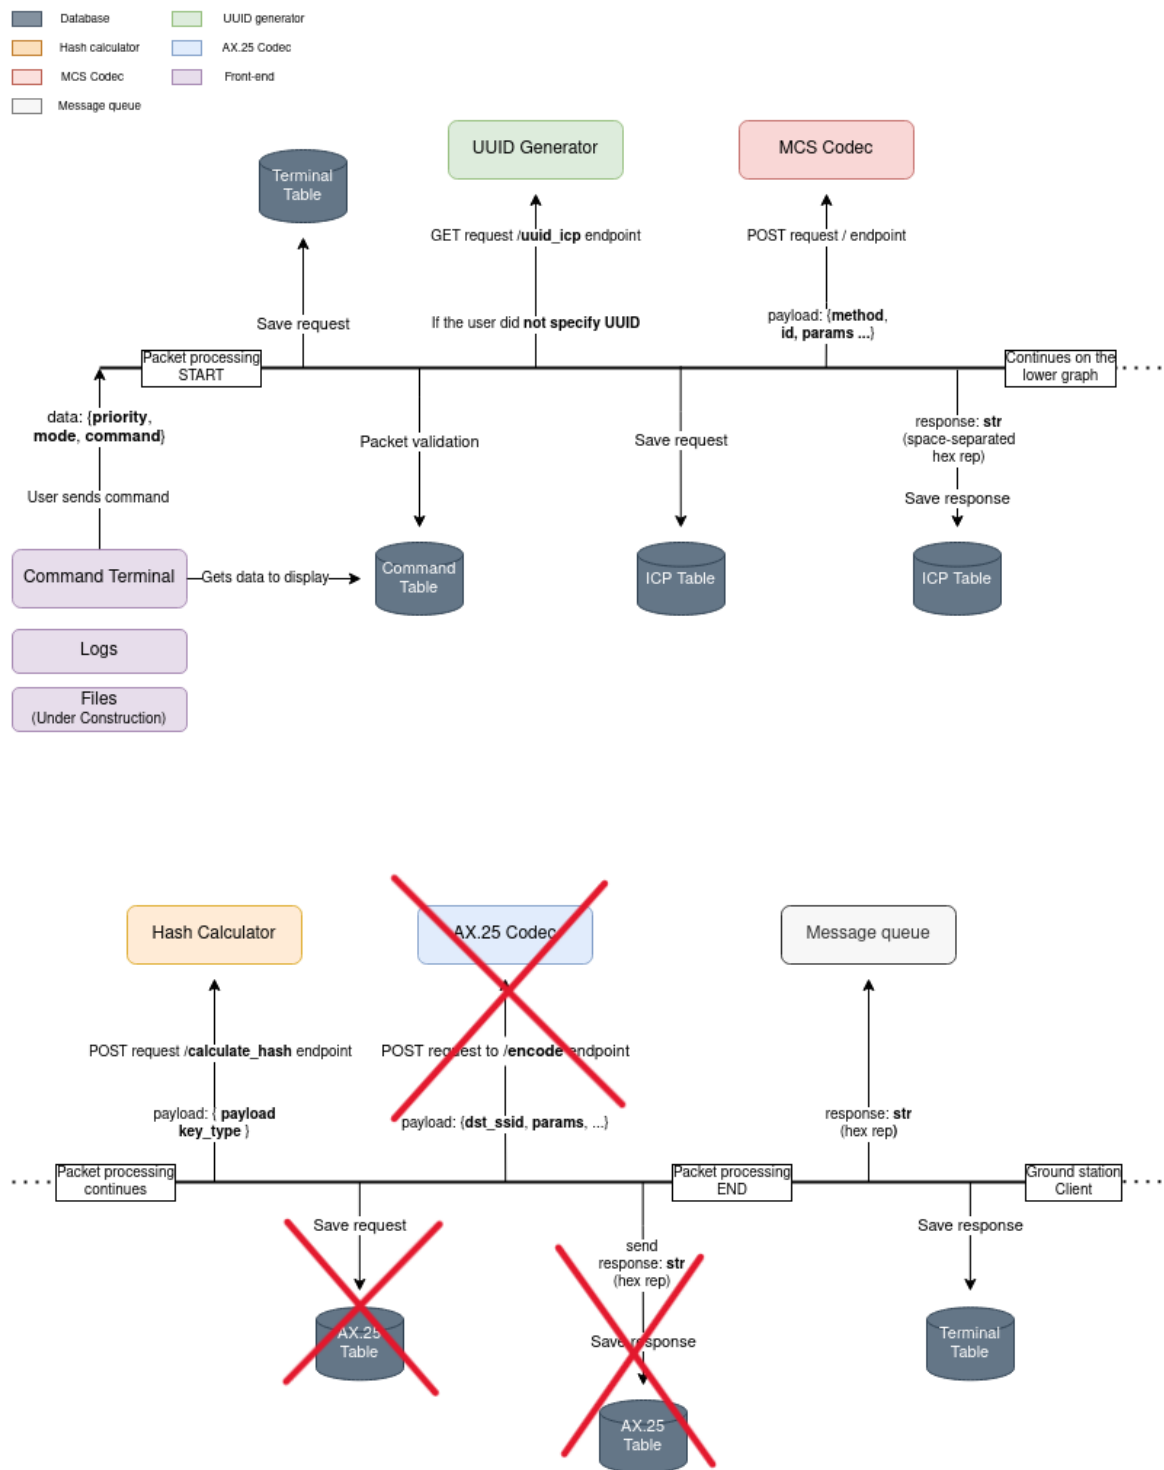 Database
UUID generator
Hash calculator
AX.25 Codec
MCS Codec
Front-end
Message queue
Terminal
Table
UUID Generator
MCS Codec
GET request /uuid_icp endpoint
POST request / endpoint
Save request
If the user did not specify UUID
payload: {method,
id, params ...}
Packet processing
START
Continues on the
lower graph
data: {priority,
mode, command}
Packet validation
Save request
response: str
(space-separated
hex rep)
User sends command
Save response
Command Terminal
Gets data to display
Command
Table
ICP Table
ICP Table
Logs
Files
(Under Construction)
Hash Calculator
AX.25 Codec
Message queue
POST request /calculate_hash endpoint
POST request to /encode endpoint
payload: { payload
key_type }
payload: {dst_ssid, params, ...}
response: str
(hex rep)
Packet processing
continues
Packet processing
END
Ground station
Client
Save request
send
response: str
(hex rep)
Save response
Save response
AX.25
Table
Terminal
Table
AX.25
Table